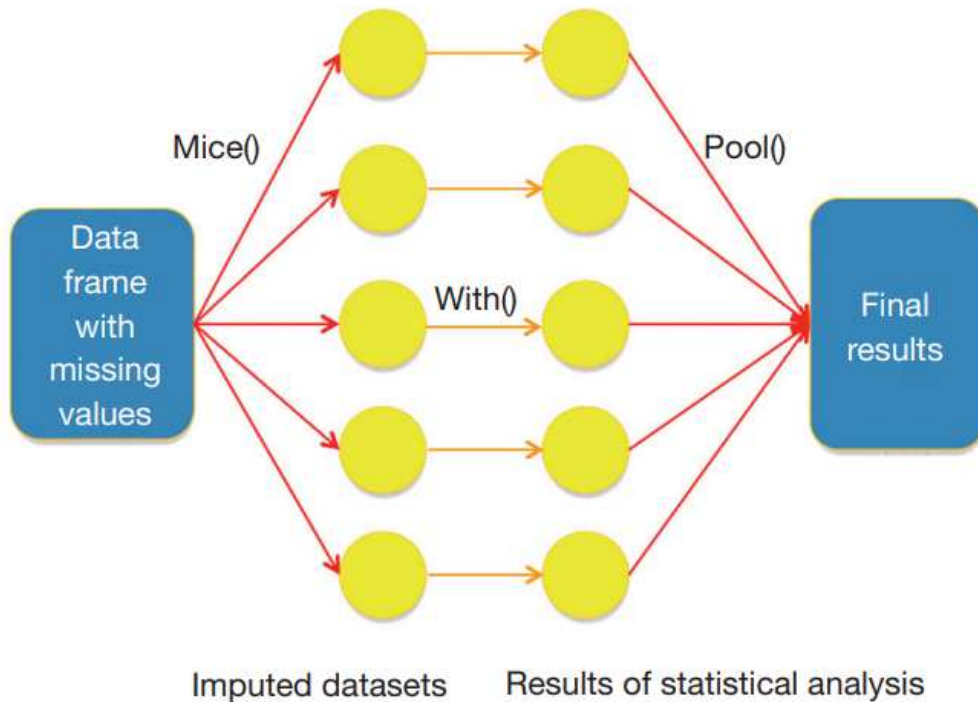 Mice()
Pool()
Data
frame
with
missing
values
With()
Final
results
Imputed datasets
Results of statistical analysis